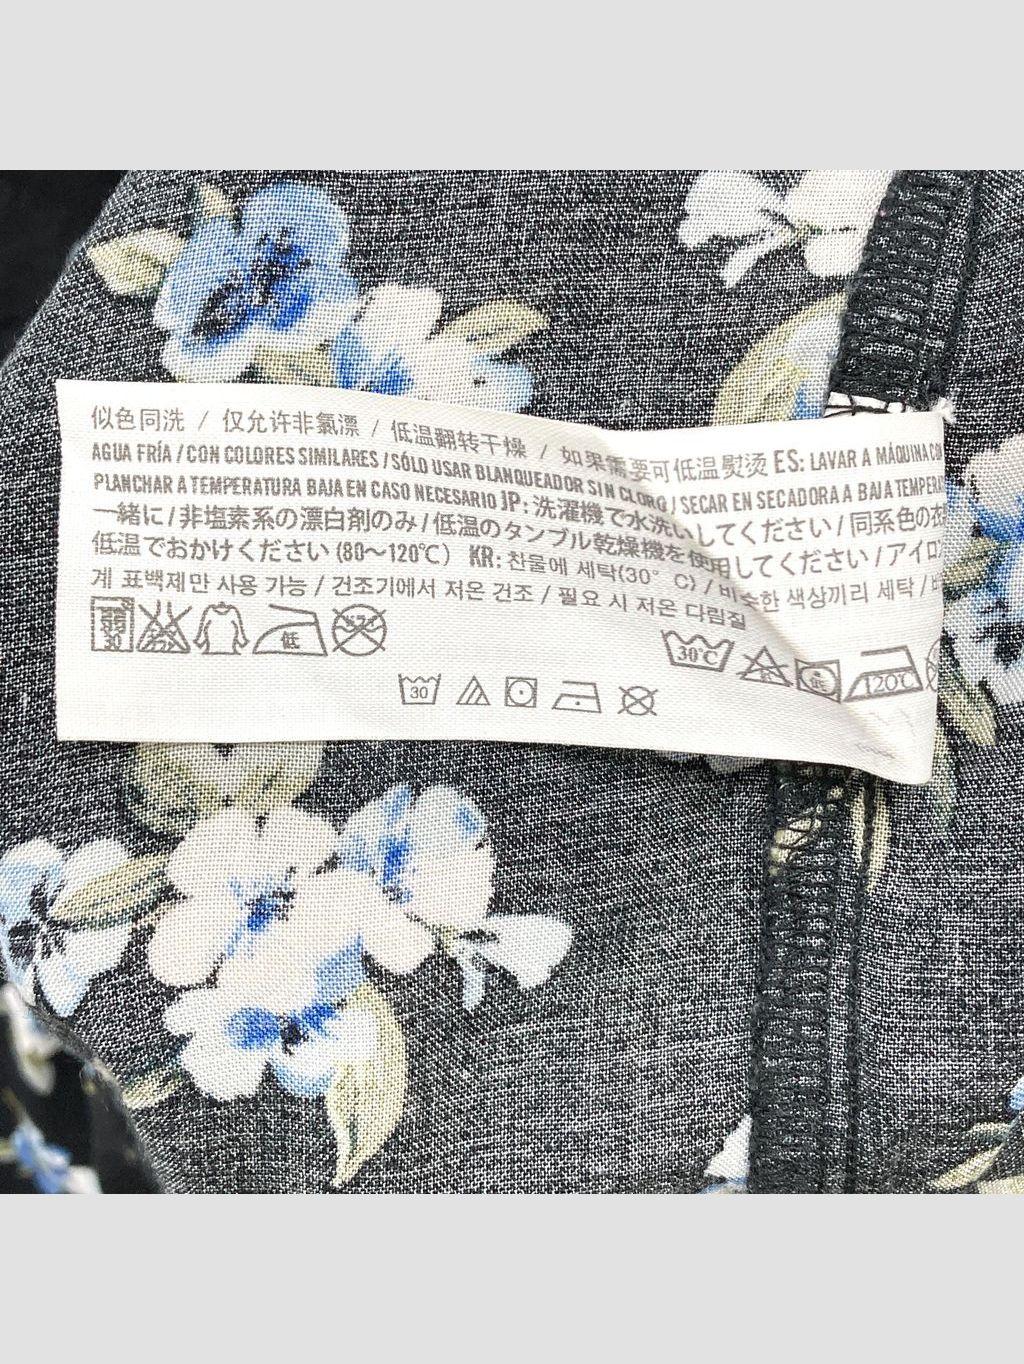 似色同洗 / 仅允许非氯漂 / 低温翻转干燥 / 如果需要可低温熨烫 ES: LAVAR A MÁQUINA CON
AGUA FRÍA / CON COLORES SIMILARES / SÓLO USAR BLANQUEADOR SIN CLORO / SECAR EN SECADORA A BAJA TEMPERA
PLANCHAR A TEMPERATURA BAJA EN CASO NECESARIO JP: 洗濯機で水洗いしてください / 同系色の衣
一緒に / 非塩素系の漂白剤のみ / 低温のタンブル乾燥機を使用してください / アイロン
低温でおかけください (80～120℃) KR: 찬물에 세탁(30°C) / 비슷한 색상끼리 세탁 /
게 표백제만 사용 가능 / 건조기에서 저온 건조 / 필요 시 저온 다림질
30 低 30℃ 120℃
30